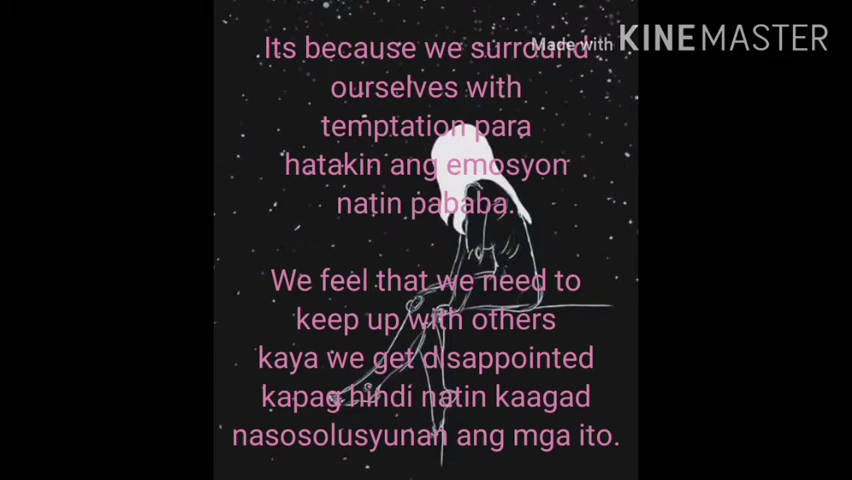 Made with KINEMASTER
Its because we surround
ourselves with
temptation para
hatakin ang emosyon
natin pababa.
We feel that we need to
keep up with others
kaya we get disappointed
kapag hindi natin kaagad
nasosolusyunan ang mga ito.